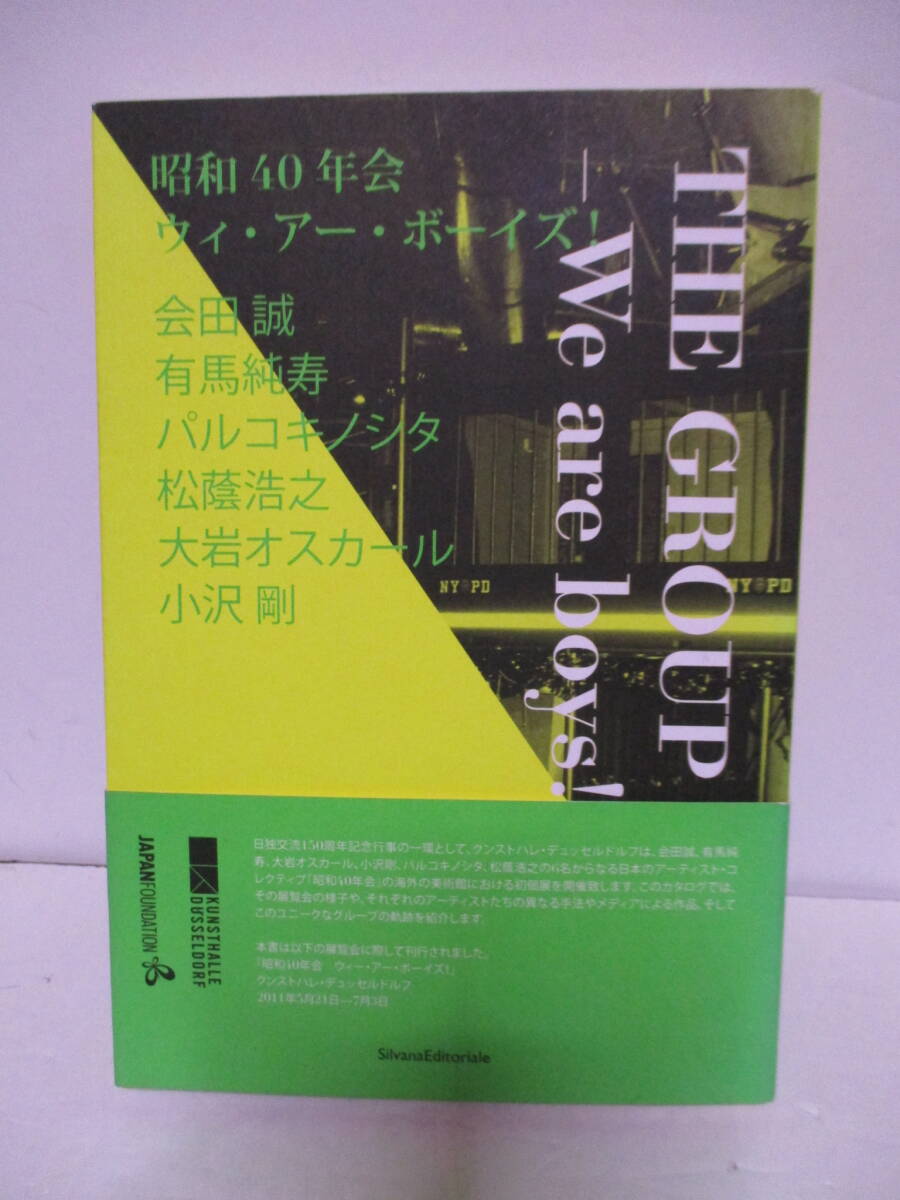 昭和 40 年会
ウィ・アー・ボーイズ!
会田 誠
有馬純寿
パルコキノシタ
松蔭浩之
大岩オスカール
小沢 剛
THE GROUP
— We are boys!
NYPD
NYPD
日独交流150周年記念行事の一環として、クンストハレ・デュッセルドルフは、会田誠、有馬純
寿、大岩オスカール、小沢剛、パルコキノシタ、松蔭浩之の6名からなる日本のアーティスト・コ
レクティブ「昭和40年会」の海外の美術館における初個展を開催致します。このカタログでは、
その展覧会の様子や、それぞれのアーティストたちの異なる手法やメディアによる作品、そして
このユニークなグループの軌跡を紹介します。
本書は以下の展覧会に際して刊行されました。
「昭和40年会　ウィー・アー・ボーイズ!」
クンストハレ・デュッセルドルフ
2011年5月21日—7月3日
KUNSTHALLE
DÜSSELDORF
JAPANFOUNDATION
SilvanaEditoriale